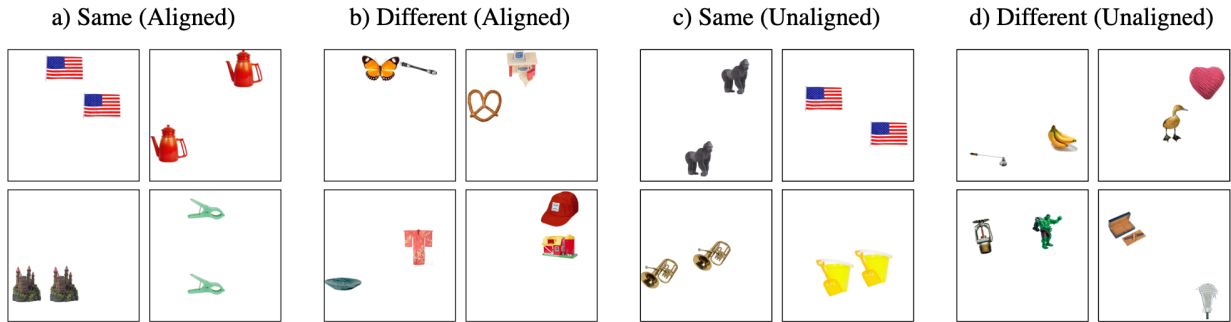 a) Same (Aligned)
b) Different (Aligned)
c) Same (Unaligned)
d) Different (Unaligned)